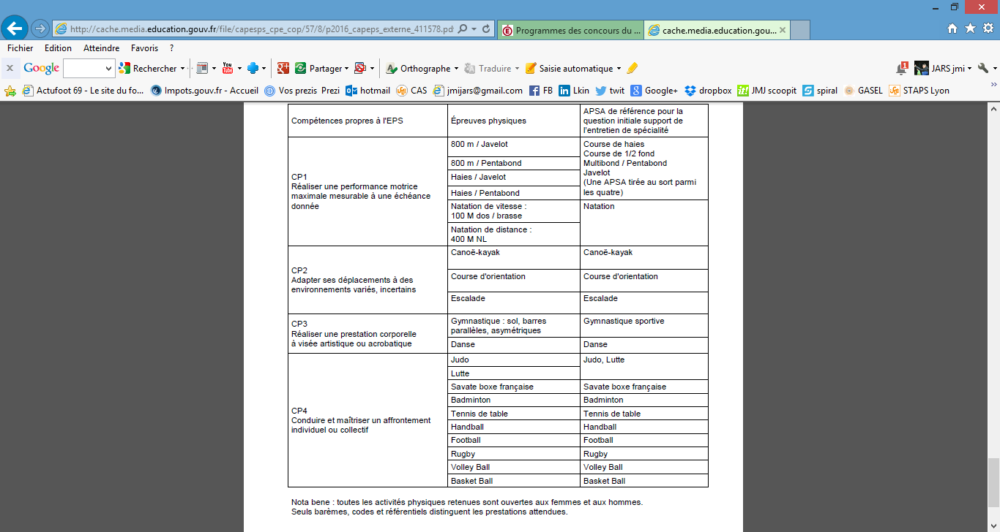 http://cache.media.education.gouv.fr/file/capesps_cpe_cop/57/8/p2016_capeps_externe_411578.pdf
Programmes des concours du ...
cache.media.education.gou...
Fichier Edition Atteindre Favoris ?
Google Rechercher Partager Orthographe Traduire Saisie automatique 1 JARS jmi
Actufoot 69 - Le site du fo... Impots.gouv.fr - Accueil Vos prezis Prezi hotmail CAS jmijars@gmail.com FB Lkin twit Google+ dropbox JMJ scoopit spiral GASEL STAPS Lyon
Compétences propres à l'EPS
Épreuves physiques
APSA de référence pour la
question initiale support de
l'entretien de spécialité
CP1
Réaliser une performance motrice
maximale mesurable à une échéance
donnée
800 m / Javelot
800 m / Pentabond
Haies / Javelot
Haies / Pentabond
Course de haies
Course de 1/2 fond
Multibond / Pentabond
Javelot
(Une APSA tirée au sort parmi
les quatre)
Natation de vitesse :
100 M dos / brasse
Natation de distance :
400 M NL
Natation
CP2
Adapter ses déplacements à des
environnements variés, incertains
Canoë-kayak
Canoë-kayak
Course d'orientation
Course d'orientation
Escalade
Escalade
CP3
Réaliser une prestation corporelle
à visée artistique ou acrobatique
Gymnastique : sol, barres
parallèles, asymétriques
Gymnastique sportive
Danse
Danse
CP4
Conduire et maîtriser un affrontement
individuel ou collectif
Judo
Lutte
Judo, Lutte
Savate boxe française
Savate boxe française
Badminton
Badminton
Tennis de table
Tennis de table
Handball
Handball
Football
Football
Rugby
Rugby
Volley Ball
Volley Ball
Basket Ball
Basket Ball
Nota bene : toutes les activités physiques retenues sont ouvertes aux femmes et aux hommes.
Seuls barèmes, codes et référentiels distinguent les prestations attendues.